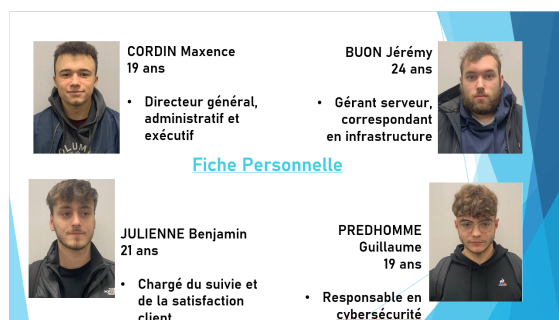 CORDIN Maxence
19 ans
• Directeur général,
administratif et
exécutif
BUON Jérémy
24 ans
• Gérant serveur,
correspondant
en infrastructure
Fiche Personnelle
JULIENNE Benjamin
21 ans
• Chargé du suivie et
de la satisfaction
client
PREDHOMME
Guillaume
19 ans
• Responsable en
cybersécurité